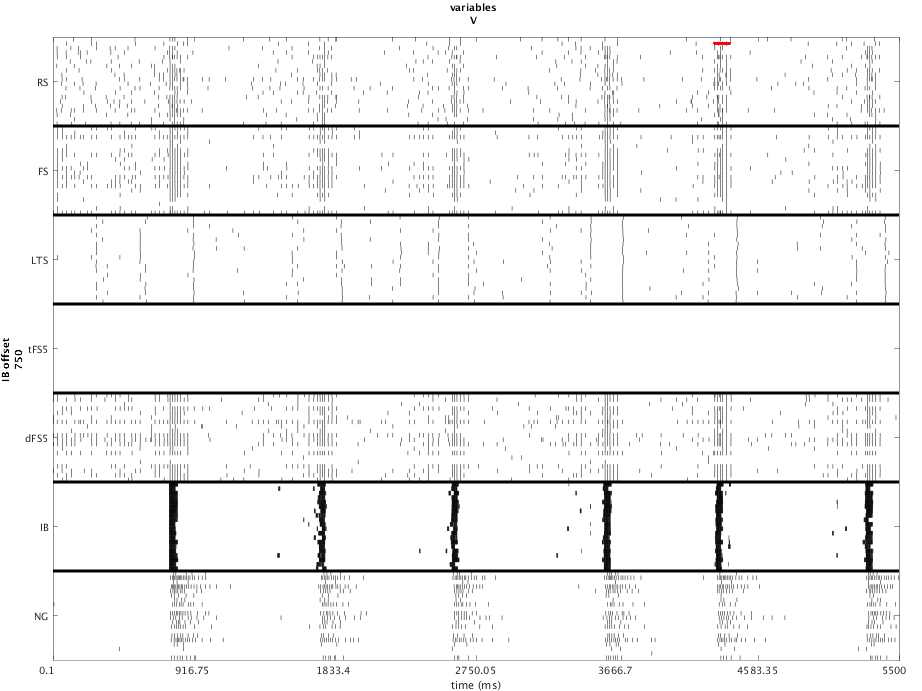 variables
V
RS
FS
LTS
tFS5
dFS5
IB
NG
IB offset
750
0.1 916.75 1833.4 2750.05 3666.7 4583.35 5500
time (ms)